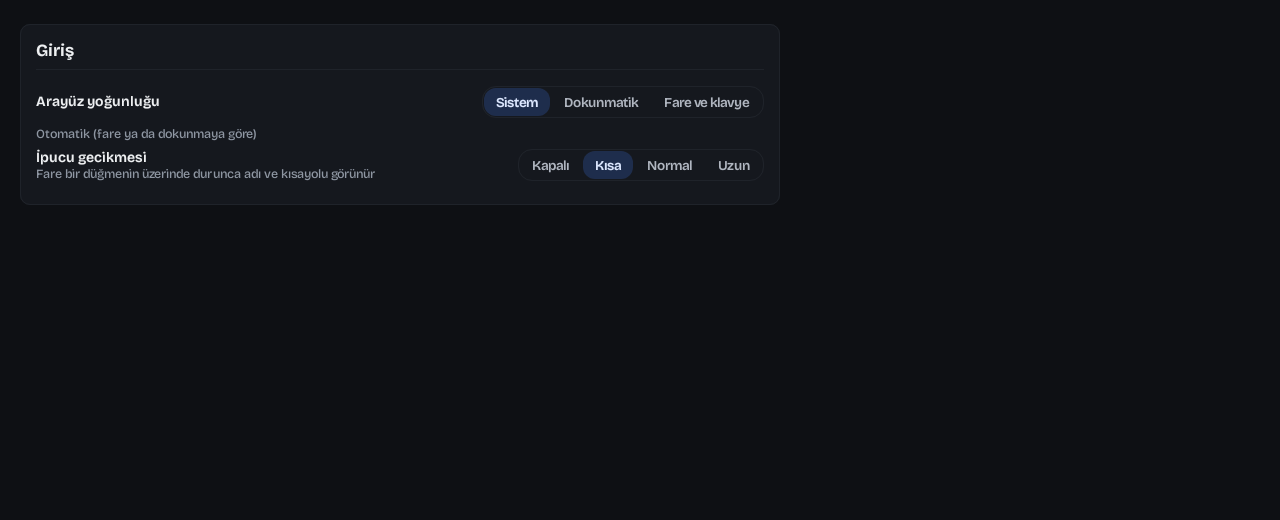 Giriş
Arayüz yoğunluğu
Sistem Dokunmatik Fare ve klavye
Otomatik (fare ya da dokunmaya göre)
İpucu gecikmesi
Fare bir düğmenin üzerinde durunca adı ve kısayolu görünür
Kapalı Kısa Normal Uzun